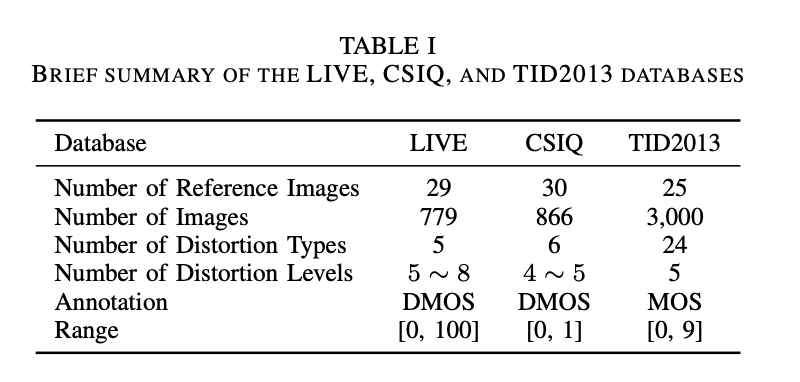 TABLE I
BRIEF SUMMARY OF THE LIVE, CSIQ, AND TID2013 DATABASES
Database LIVE CSIQ TID2013
Number of Reference Images 29 30 25
Number of Images 779 866 3,000
Number of Distortion Types 5 6 24
Number of Distortion Levels 5 ∼ 8 4 ∼ 5 5
Annotation DMOS DMOS MOS
Range [0, 100] [0, 1] [0, 9]